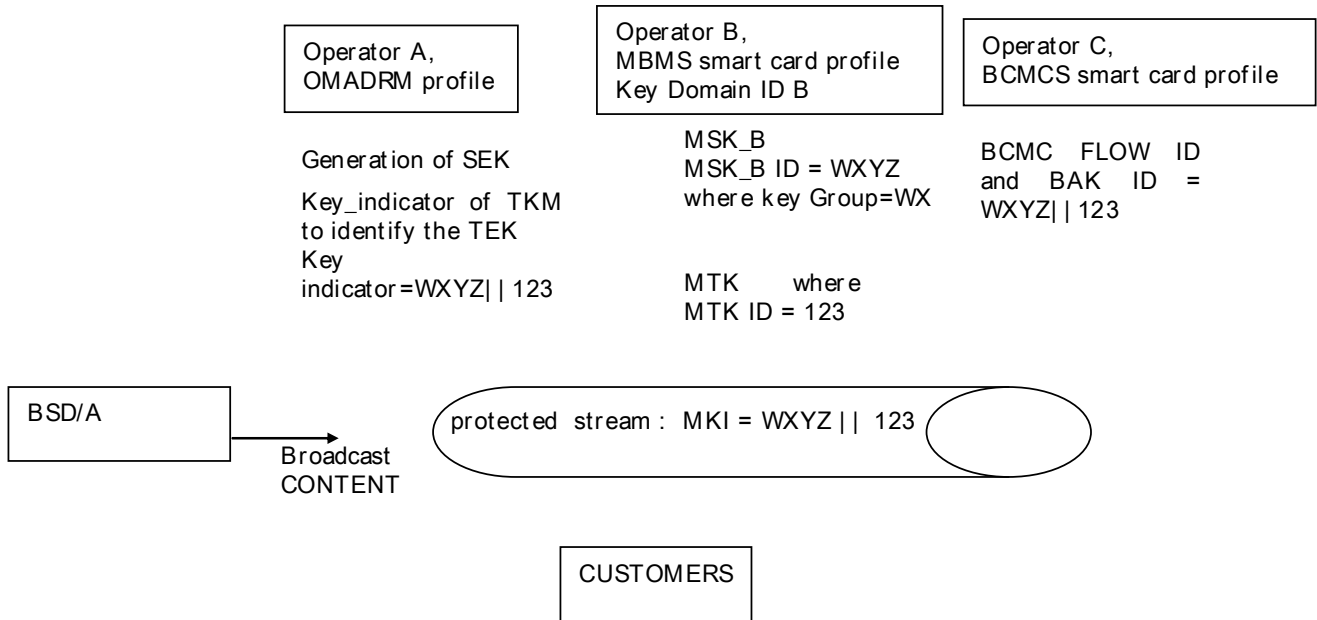 Operator A,
OMADRM profile
Operator B,
MBMS smart card profile
Key Domain ID B
Operator C,
BCMCS smart card profile
Generation of SEK
Key_indicator of TKM
to identify the TEK
Key
indicator=WXYZ||123
MSK_B
MSK_B ID = WXYZ
where key Group=WX
MTK where
MTK ID = 123
BCMC FLOW ID
and BAK ID =
WXYZ||123
BSD/A
Broadcast
CONTENT
protected stream : MKI = WXYZ || 123
CUSTOMERS